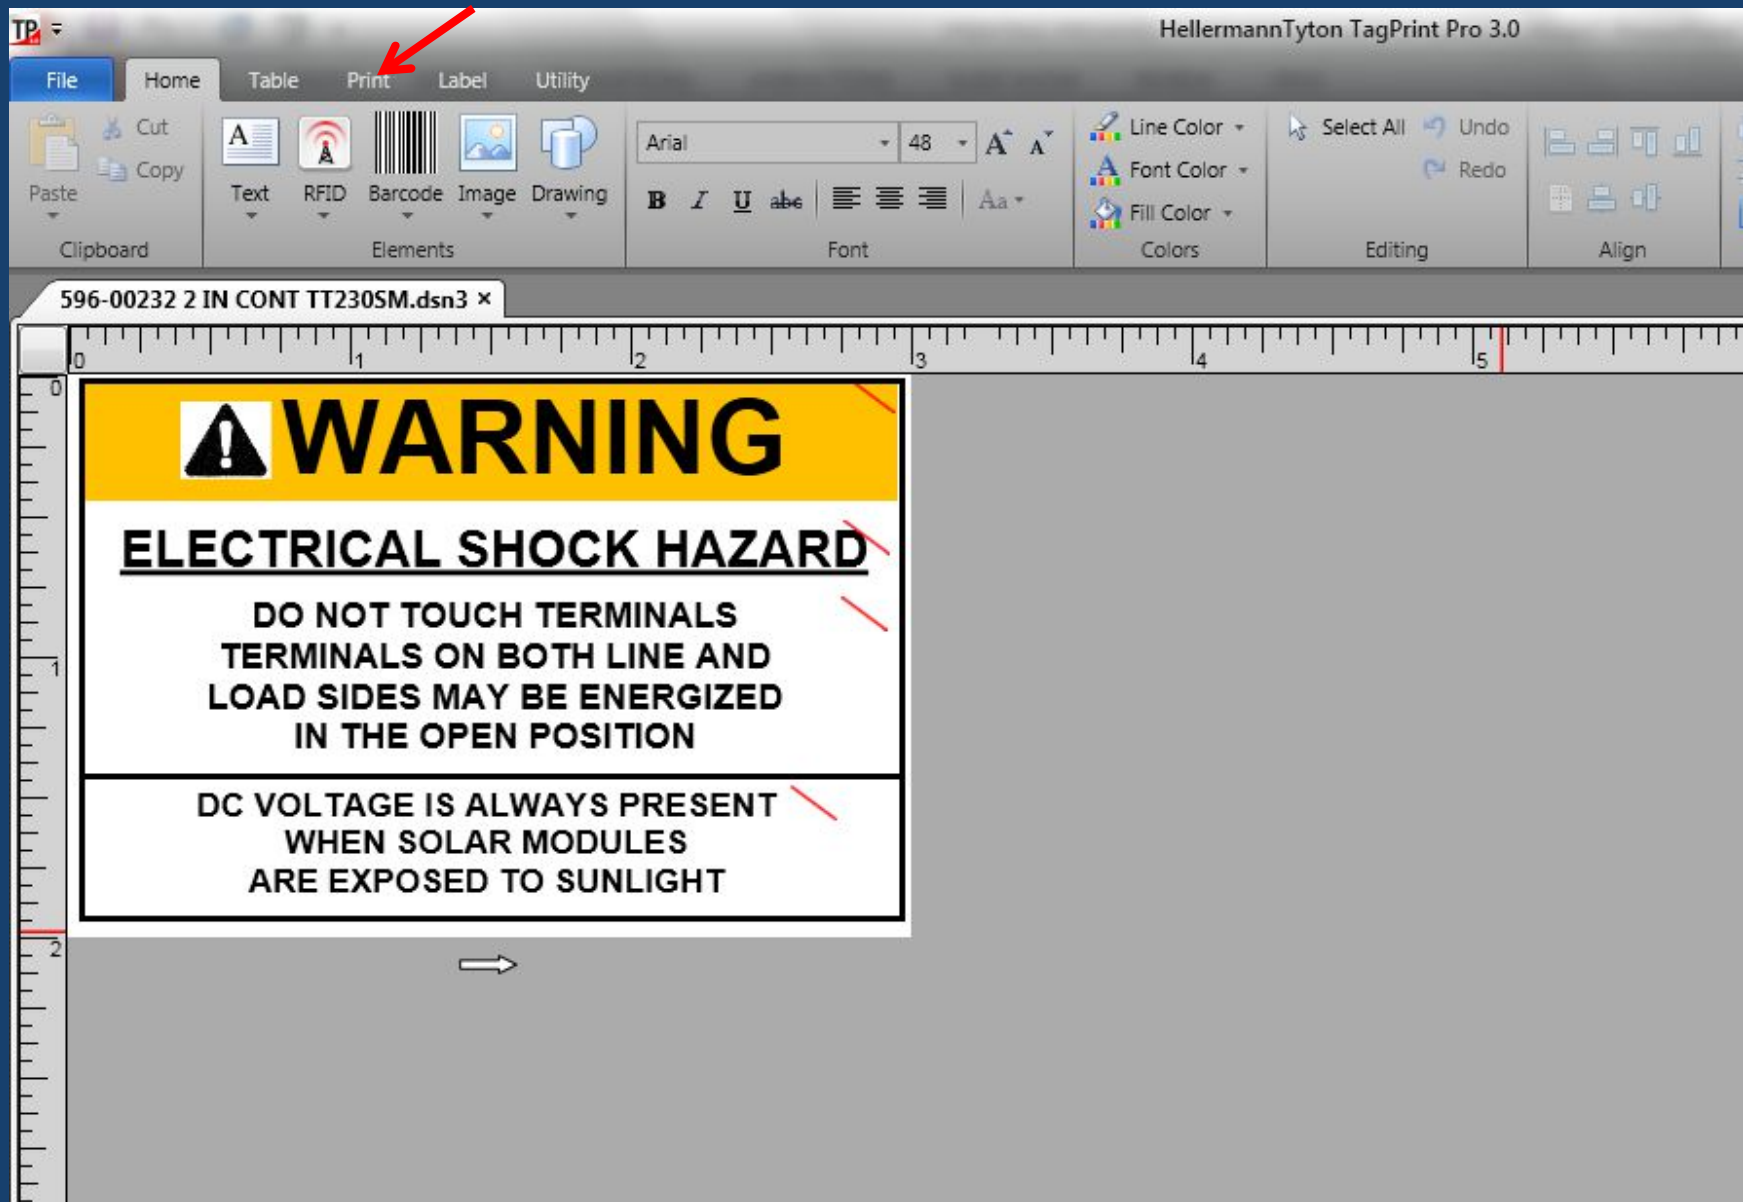 TP HellermannTyton TagPrint Pro 3.0
File Home Table Print Label Utility
Paste Cut Copy
Clipboard
A Text RFID Barcode Image Drawing
Elements
Arial 48 A A
B I U abc Aa
Font
Line Color
Font Color
Fill Color
Colors
Select All Undo
Redo
Editing
Align
596-00232 2 IN CONT TT230SM.dsn3 ×
0 1 2 3 4 5
0
1
2
WARNING
ELECTRICAL SHOCK HAZARD
DO NOT TOUCH TERMINALS
TERMINALS ON BOTH LINE AND
LOAD SIDES MAY BE ENERGIZED
IN THE OPEN POSITION
DC VOLTAGE IS ALWAYS PRESENT
WHEN SOLAR MODULES
ARE EXPOSED TO SUNLIGHT